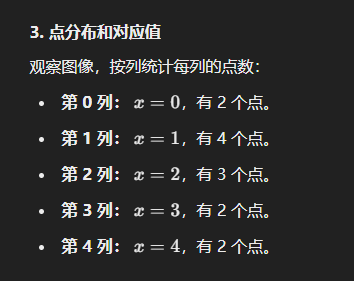 3. 点分布和对应值
观察图像，按列统计每列的点数：
• 第 0 列： x = 0，有 2 个点。
• 第 1 列： x = 1，有 4 个点。
• 第 2 列： x = 2，有 3 个点。
• 第 3 列： x = 3，有 2 个点。
• 第 4 列： x = 4，有 2 个点。